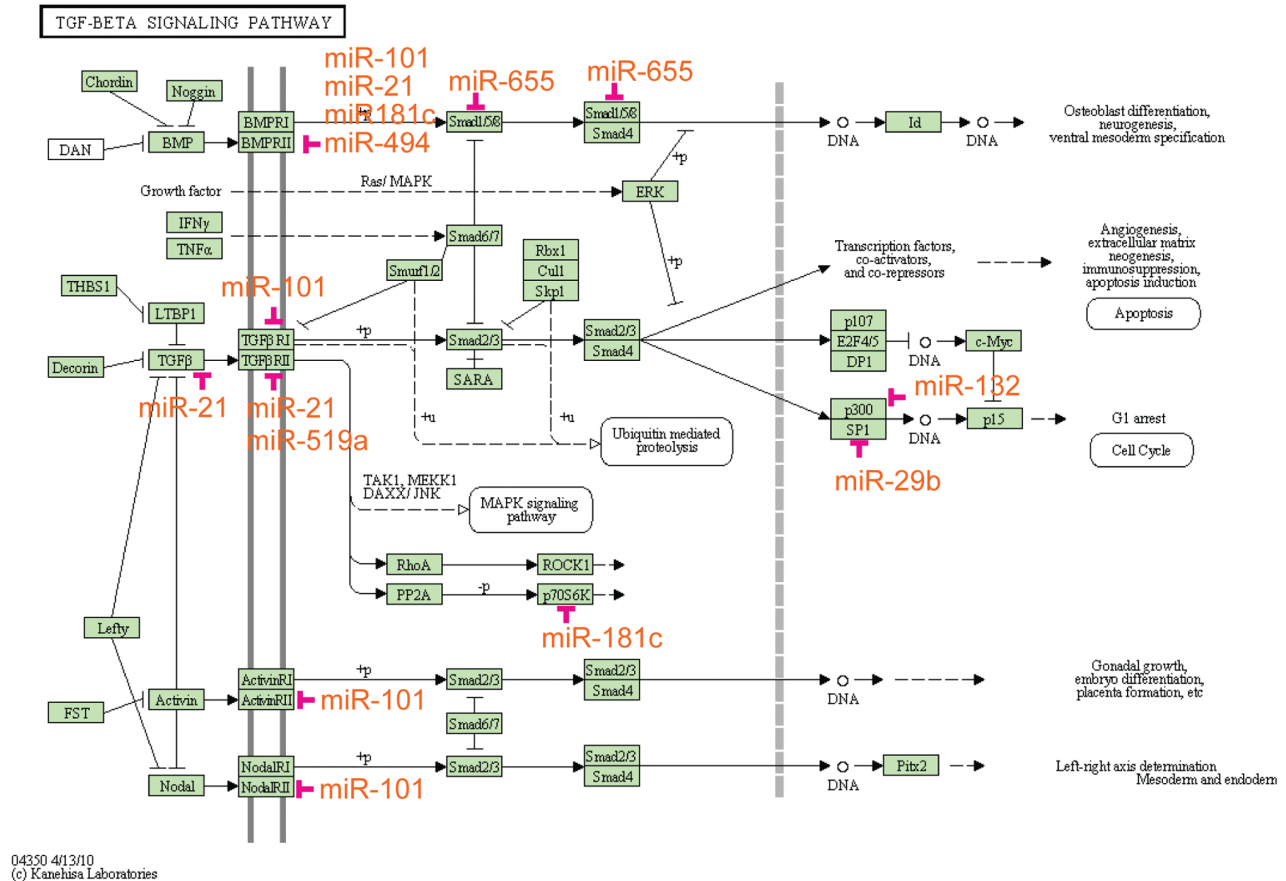 TGF-BETA SIGNALING PATHWAY
miR-101
miR-21
miR181c
miR-494
miR-655
miR-655
Chordin
Noggin
DAN
BMP
BMPRI
BMPRII
+p
Smad1/5/8
Smad1/5/8
Smad4
DNA
Id
DNA
Osteoblast differentiation,
neurogenesis,
ventral mesoderm specification
Growth factor
Ras/ MAPK
ERK
+p
+p
IFNγ
TNFα
Smad6/7
Smurf1/2
Rbx1
Cul1
Skp1
Transcription factors,
co-activators,
and co-repressors
Angiogenesis,
extracellular matrix
neogenesis,
immunosuppression,
apoptosis induction
Apoptosis
THBS1
LTBP1
miR-101
Decorin
TGFβ
TGFβRI
TGFβRII
+p
Smad2/3
SARA
Smad2/3
Smad4
p107
E2F4/5
DP1
DNA
c-Myc
miR-132
miR-21
miR-21
miR-519a
+u
+u
Ubiquitin mediated
proteolysis
p300
SP1
DNA
p15
G1 arrest
Cell Cycle
miR-29b
TAK1, MEKK1
DAXX/ JNK
MAPK signaling
pathway
RhoA
ROCK1
PP2A
-p
p70S6K
miR-181c
Lefty
FST
Activin
ActivinRI
ActivinRII
miR-101
+p
Smad2/3
Smad2/3
Smad4
DNA
Gonadal growth,
embryo differentiation,
placenta formation, etc
Smad6/7
Nodal
NodalRI
NodalRII
miR-101
+p
Smad2/3
Smad2/3
Smad4
DNA
Pitx2
Left-right axis determination
Mesoderm and endoderm
04350 4/13/10
(c) Kanehisa Laboratories